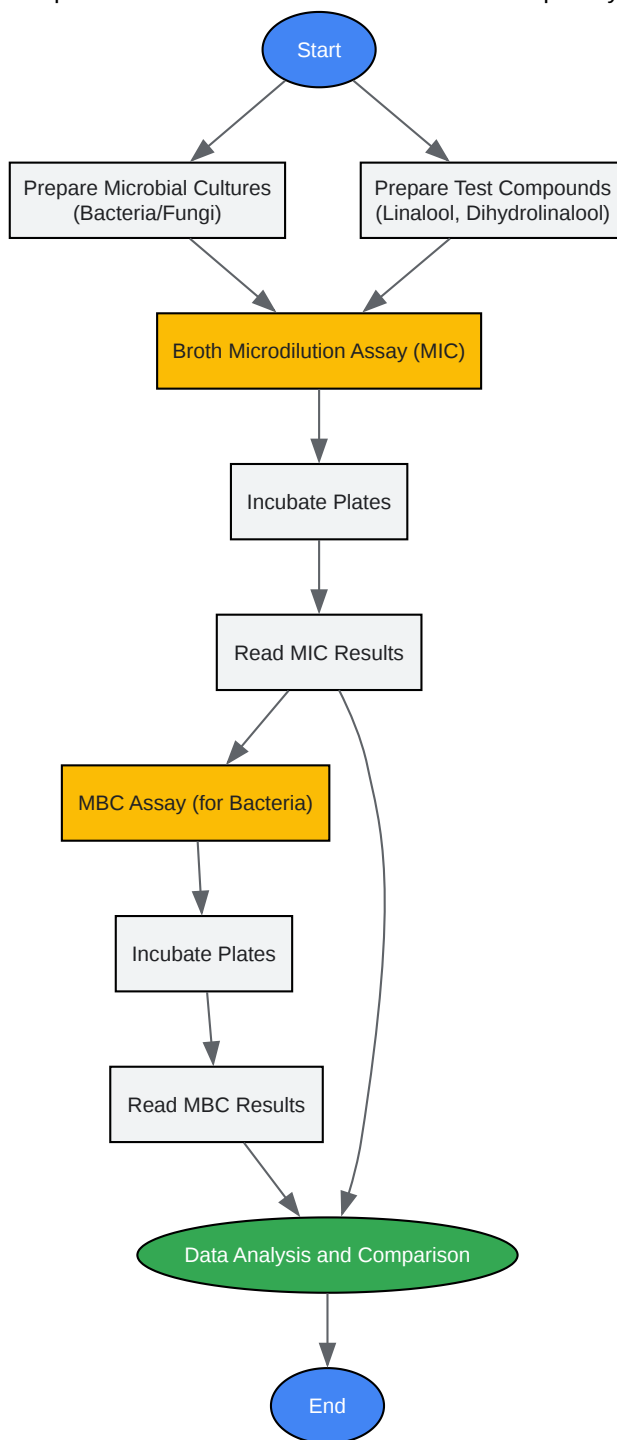 Start
Prepare Microbial Cultures
(Bacteria/Fungi)
Prepare Test Compounds
(Linalool, Dihydrolinalool)
Broth Microdilution Assay (MIC)
Incubate Plates
Read MIC Results
MBC Assay (for Bacteria)
Incubate Plates
Read MBC Results
Data Analysis and Comparison
End